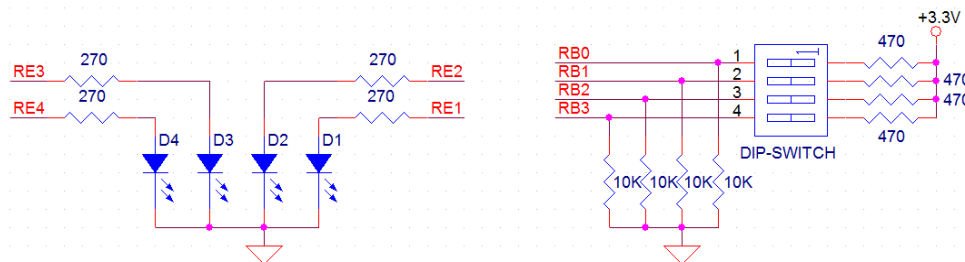 +3.3V
270
270
RB0
1
470
RE3
RE2
RB1
2
470
270
270
RB2
3
470
RE4
RE1
RB3
4
470
D4
D3
D2
D1
DIP-SWITCH
10K
10K
10K
10K